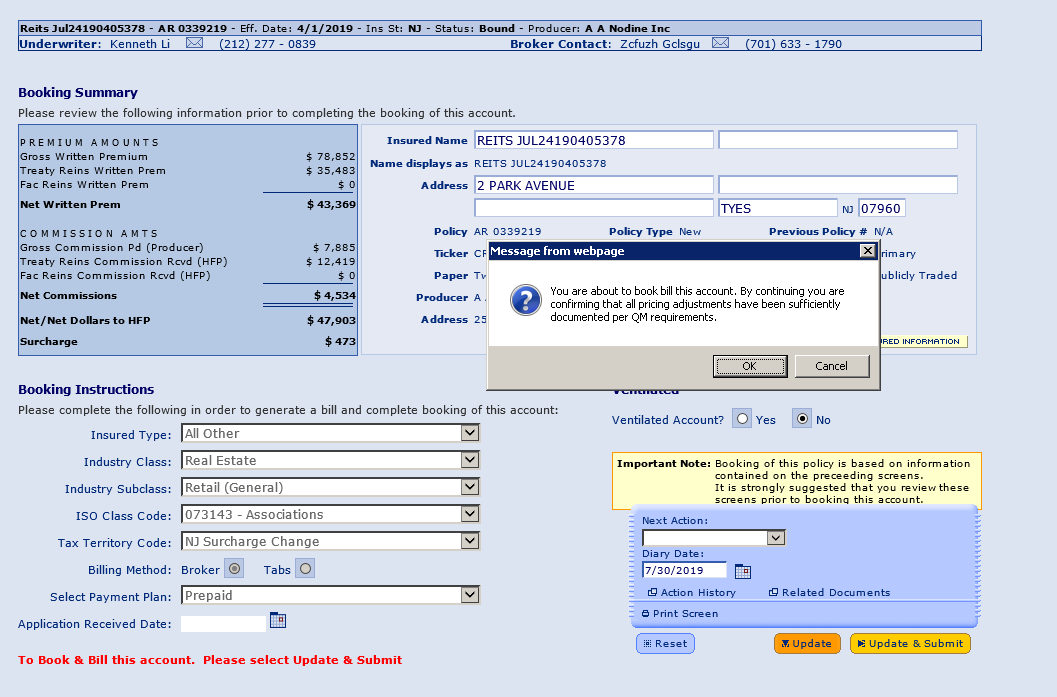 Reits Jul24190405378 - AR 0339219 - Eff. Date: 4/1/2019 - Ins St: NJ - Status: Bound - Producer: A A Nodine Inc
Underwriter: Kenneth Li (212) 277 - 0839 Broker Contact: Zcfuzh Gclsgu (701) 633 - 1790
Booking Summary
Please review the following information prior to completing the booking of this account.
PREMIUM AMOUNTS
Gross Written Premium $ 78,852
Treaty Reins Written Prem $ 35,483
Fac Reins Written Prem $ 0
Net Written Prem $ 43,369
COMMISSION AMTS
Gross Commission Pd (Producer) $ 7,885
Treaty Reins Commission Rcvd (HFP) $ 12,419
Fac Reins Commission Rcvd (HFP) $ 0
Net Commissions $ 4,534
Net/Net Dollars to HFP $ 47,903
Surcharge $ 473
Insured Name REITS JUL24190405378
Name displays as REITS JUL24190405378
Address 2 PARK AVENUE
TYES NJ 07960
Policy AR 0339219 Policy Type New Previous Policy # N/A
Ticker
Paper Publicly Traded
Producer A
Address 25
Message from webpage
You are about to book bill this account. By continuing you are
confirming that all pricing adjustments have been sufficiently
documented per QM requirements.
OK Cancel
INFORMATION
Booking Instructions
Please complete the following in order to generate a bill and complete booking of this account:
Insured Type: All Other
Industry Class: Real Estate
Industry Subclass: Retail (General)
ISO Class Code: 073143 - Associations
Tax Territory Code: NJ Surcharge Change
Billing Method: Broker Tabs
Select Payment Plan: Prepaid
Application Received Date:
To Book & Bill this account. Please select Update & Submit
Ventilated
Ventilated Account? Yes No
Important Note: Booking of this policy is based on information
contained on the preceeding screens.
It is strongly suggested that you review these
screens prior to booking this account.
Next Action:
Diary Date:
7/30/2019
Action History Related Documents
Print Screen
Reset Update Update & Submit